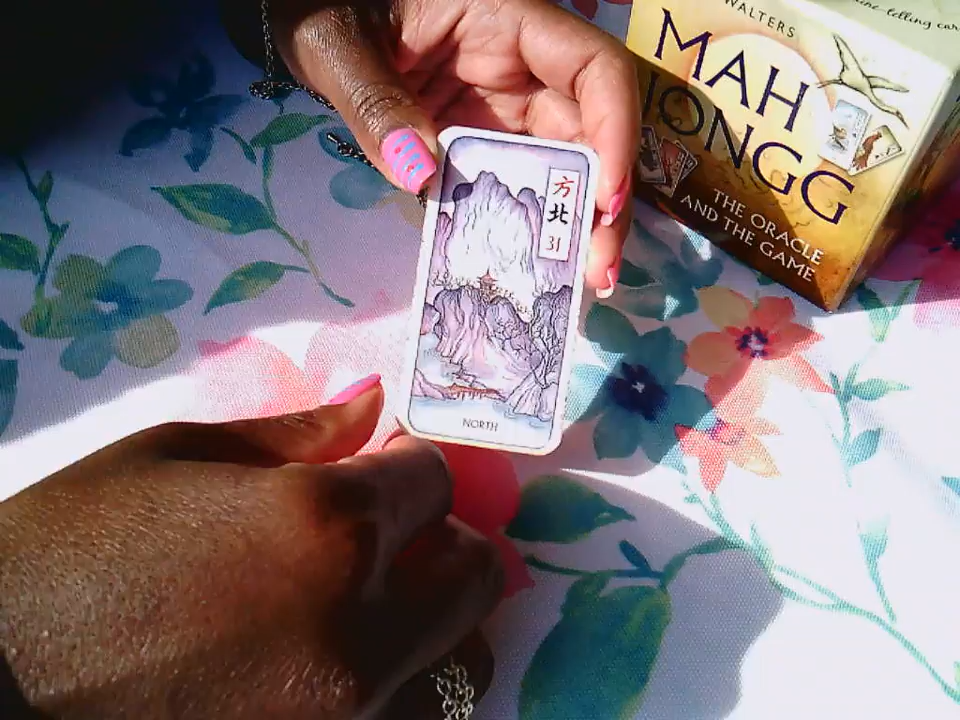 WALTERS
MAH
JONGG
THE ORACLE
AND THE GAME
方
北
31
NORTH